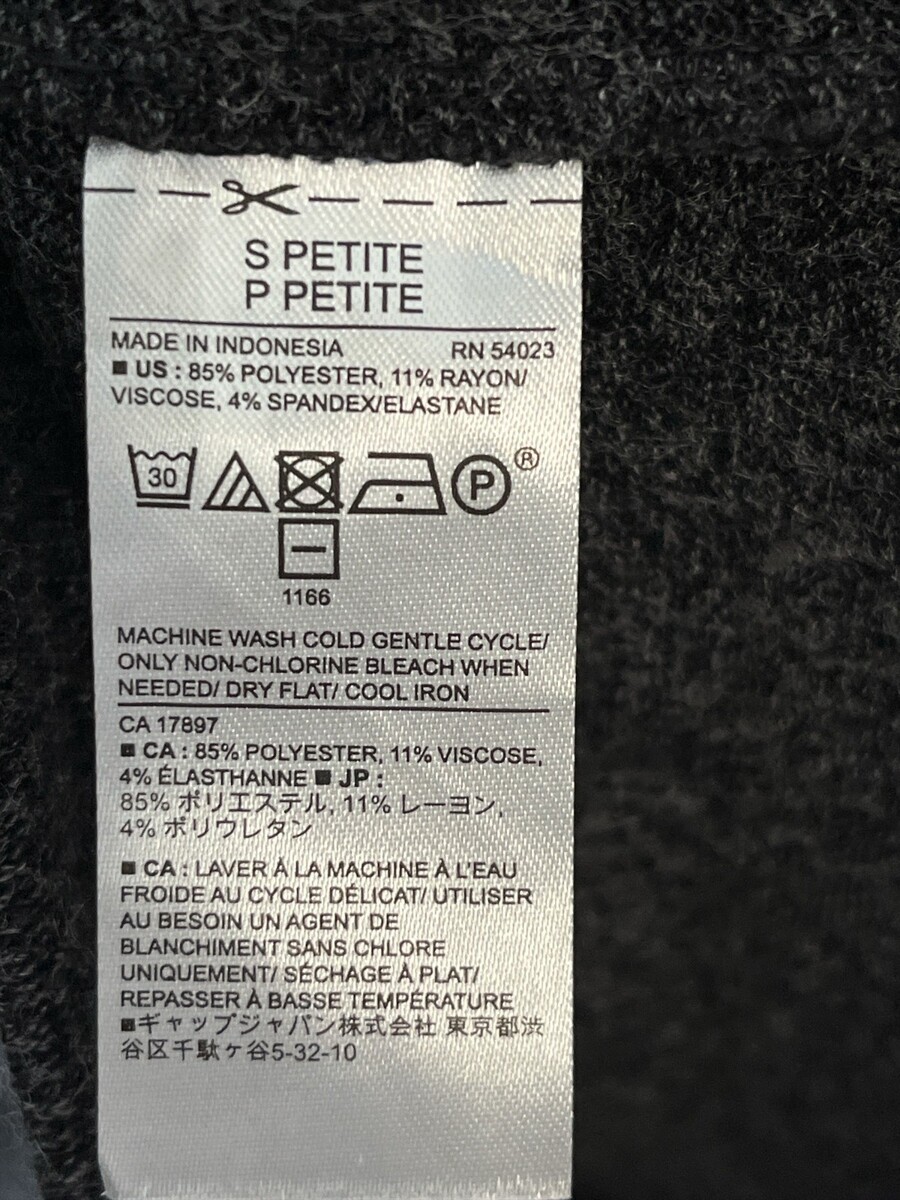 S PETITE
P PETITE
MADE IN INDONESIA RN 54023
■ US : 85% POLYESTER, 11% RAYON/
VISCOSE, 4% SPANDEX/ELASTANE
30 P ®
1166
MACHINE WASH COLD GENTLE CYCLE/
ONLY NON-CHLORINE BLEACH WHEN
NEEDED/ DRY FLAT/ COOL IRON
CA 17897
■ CA : 85% POLYESTER, 11% VISCOSE,
4% ÉLASTHANNE ■ JP :
85% ポリエステル, 11% レーヨン,
4% ポリウレタン
■ CA : LAVER À LA MACHINE À L'EAU
FROIDE AU CYCLE DÉLICAT/ UTILISER
AU BESOIN UN AGENT DE
BLANCHIMENT SANS CHLORE
UNIQUEMENT/ SÉCHAGE À PLAT/
REPASSER À BASSE TEMPÉRATURE
■ギャップジャパン株式会社 東京都渋
谷区千駄ヶ谷5-32-10